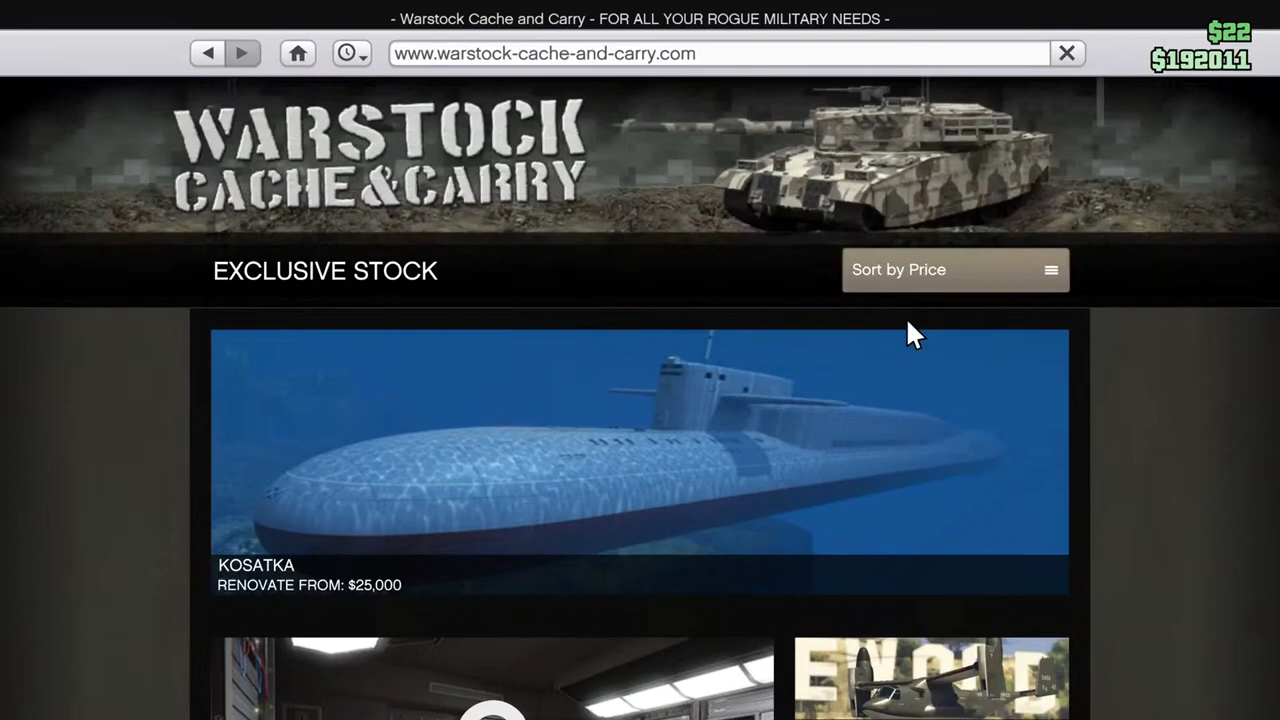 - Warstock Cache and Carry - FOR ALL YOUR ROGUE MILITARY NEEDS -
$22
www.warstock-cache-and-carry.com
$192011
WARSTOCK
CACHE&CARRY
EXCLUSIVE STOCK
Sort by Price
KOSATKA
RENOVATE FROM: $25,000